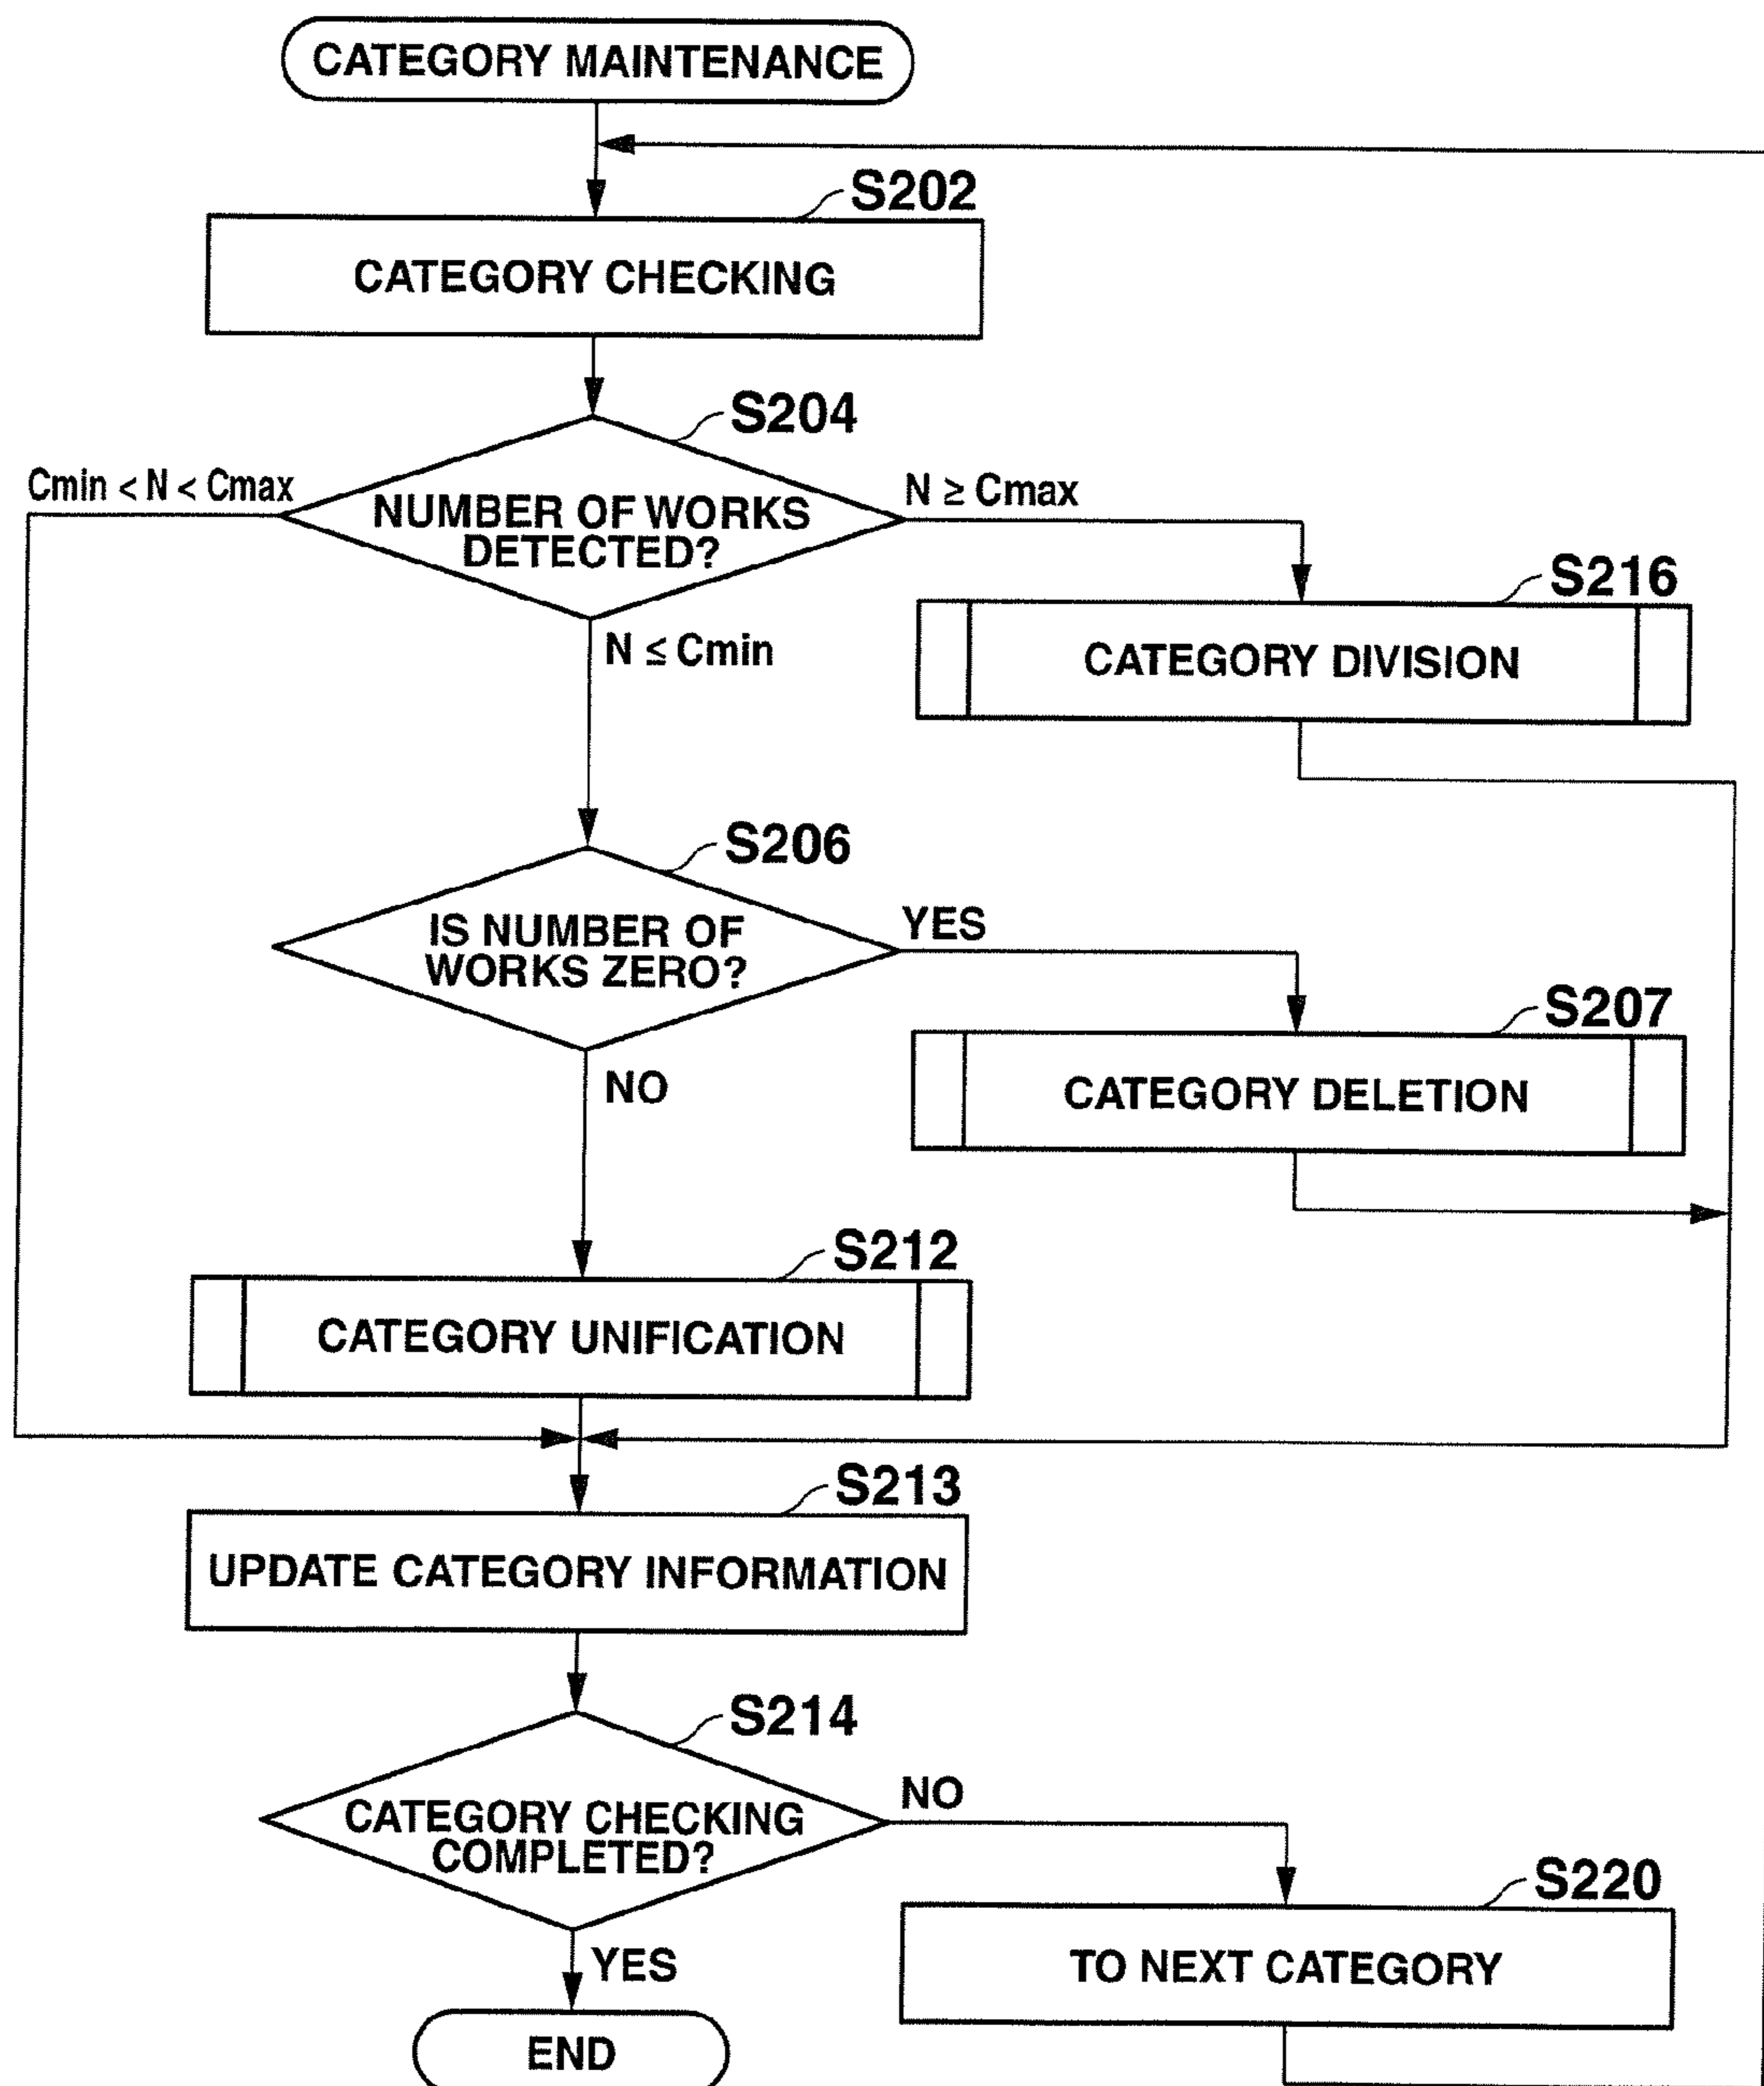 CATEGORY MAINTENANCE
S202
CATEGORY CHECKING
S204
Cmin < N < Cmax
N ≥ Cmax
NUMBER OF WORKS
DETECTED?
N ≤ Cmin
S216
CATEGORY DIVISION
S206
IS NUMBER OF
WORKS ZERO?
YES
NO
S207
CATEGORY DELETION
S212
CATEGORY UNIFICATION
S213
UPDATE CATEGORY INFORMATION
S214
CATEGORY CHECKING
COMPLETED?
NO
YES
S220
TO NEXT CATEGORY
END